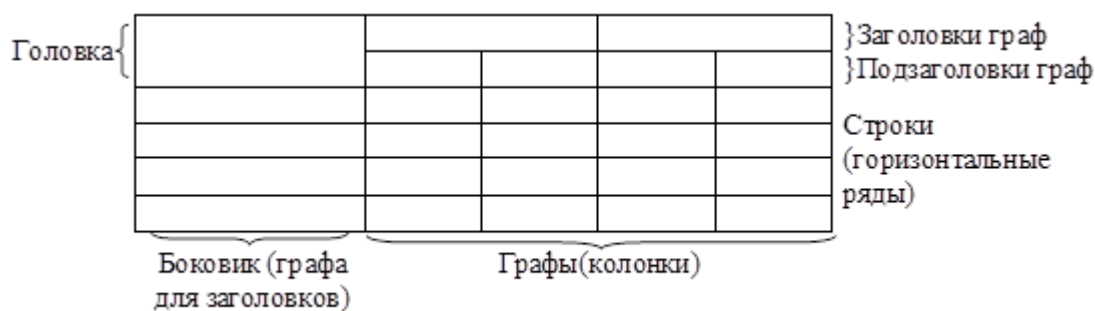 Головка
}Заголовки граф
}Подзаголовки граф
Строки
(горизонтальные
ряды)
Боковик (графа
для заголовков)
Графы(колонки)